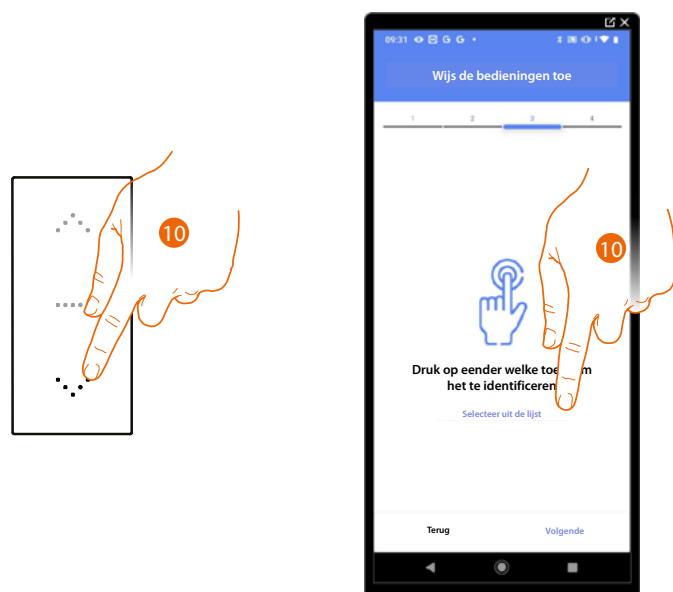 09:31 G G
Wijs de bedieningen toe
1 2 3 4
10
10
Druk op eender welke
het te identificeren
Selecteer uit de lijst
Terug Volgende